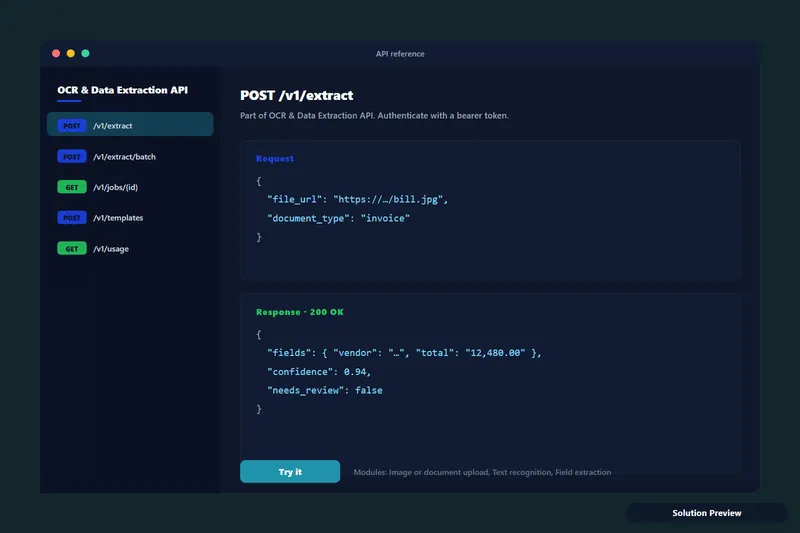 API reference
OCR & Data Extraction API
POST /v1/extract
POST /v1/extract/batch
GET /v1/jobs/{id}
POST /v1/templates
GET /v1/usage
POST /v1/extract
Part of OCR & Data Extraction API. Authenticate with a bearer token.
Request
{
"file_url": "https://…/bill.jpg",
"document_type": "invoice"
}
Response · 200 OK
{
"fields": { "vendor": "…", "total": "12,480.00" },
"confidence": 0.94,
"needs_review": false
}
Try it
Modules: Image or document upload, Text recognition, Field extraction
Solution Preview